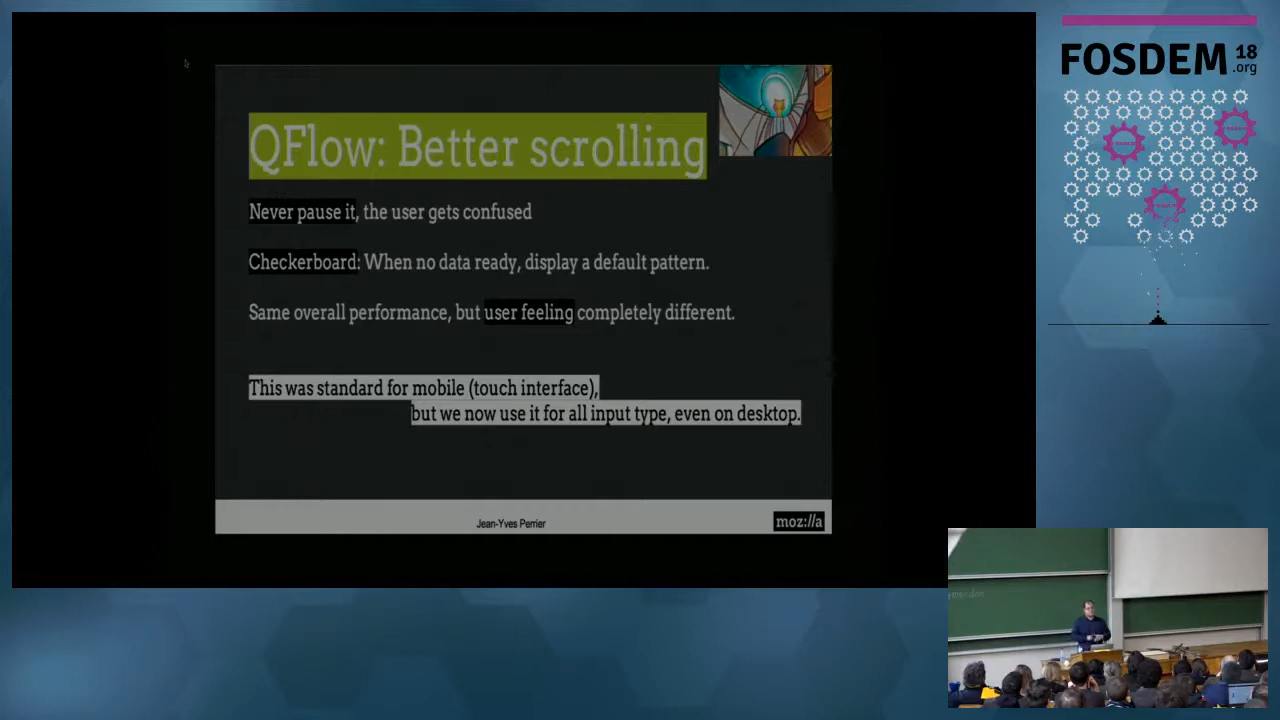 QFlow: Better scrolling
Never pause it, the user gets confused
Checkerboard: When no data ready, display a default pattern.
Same overall performance, but user feeling completely different.
This was standard for mobile (touch interface),
but we now use it for all input type, even on desktop.
Jean-Yves Perrier
moz://a
FOSDEM 18
.org